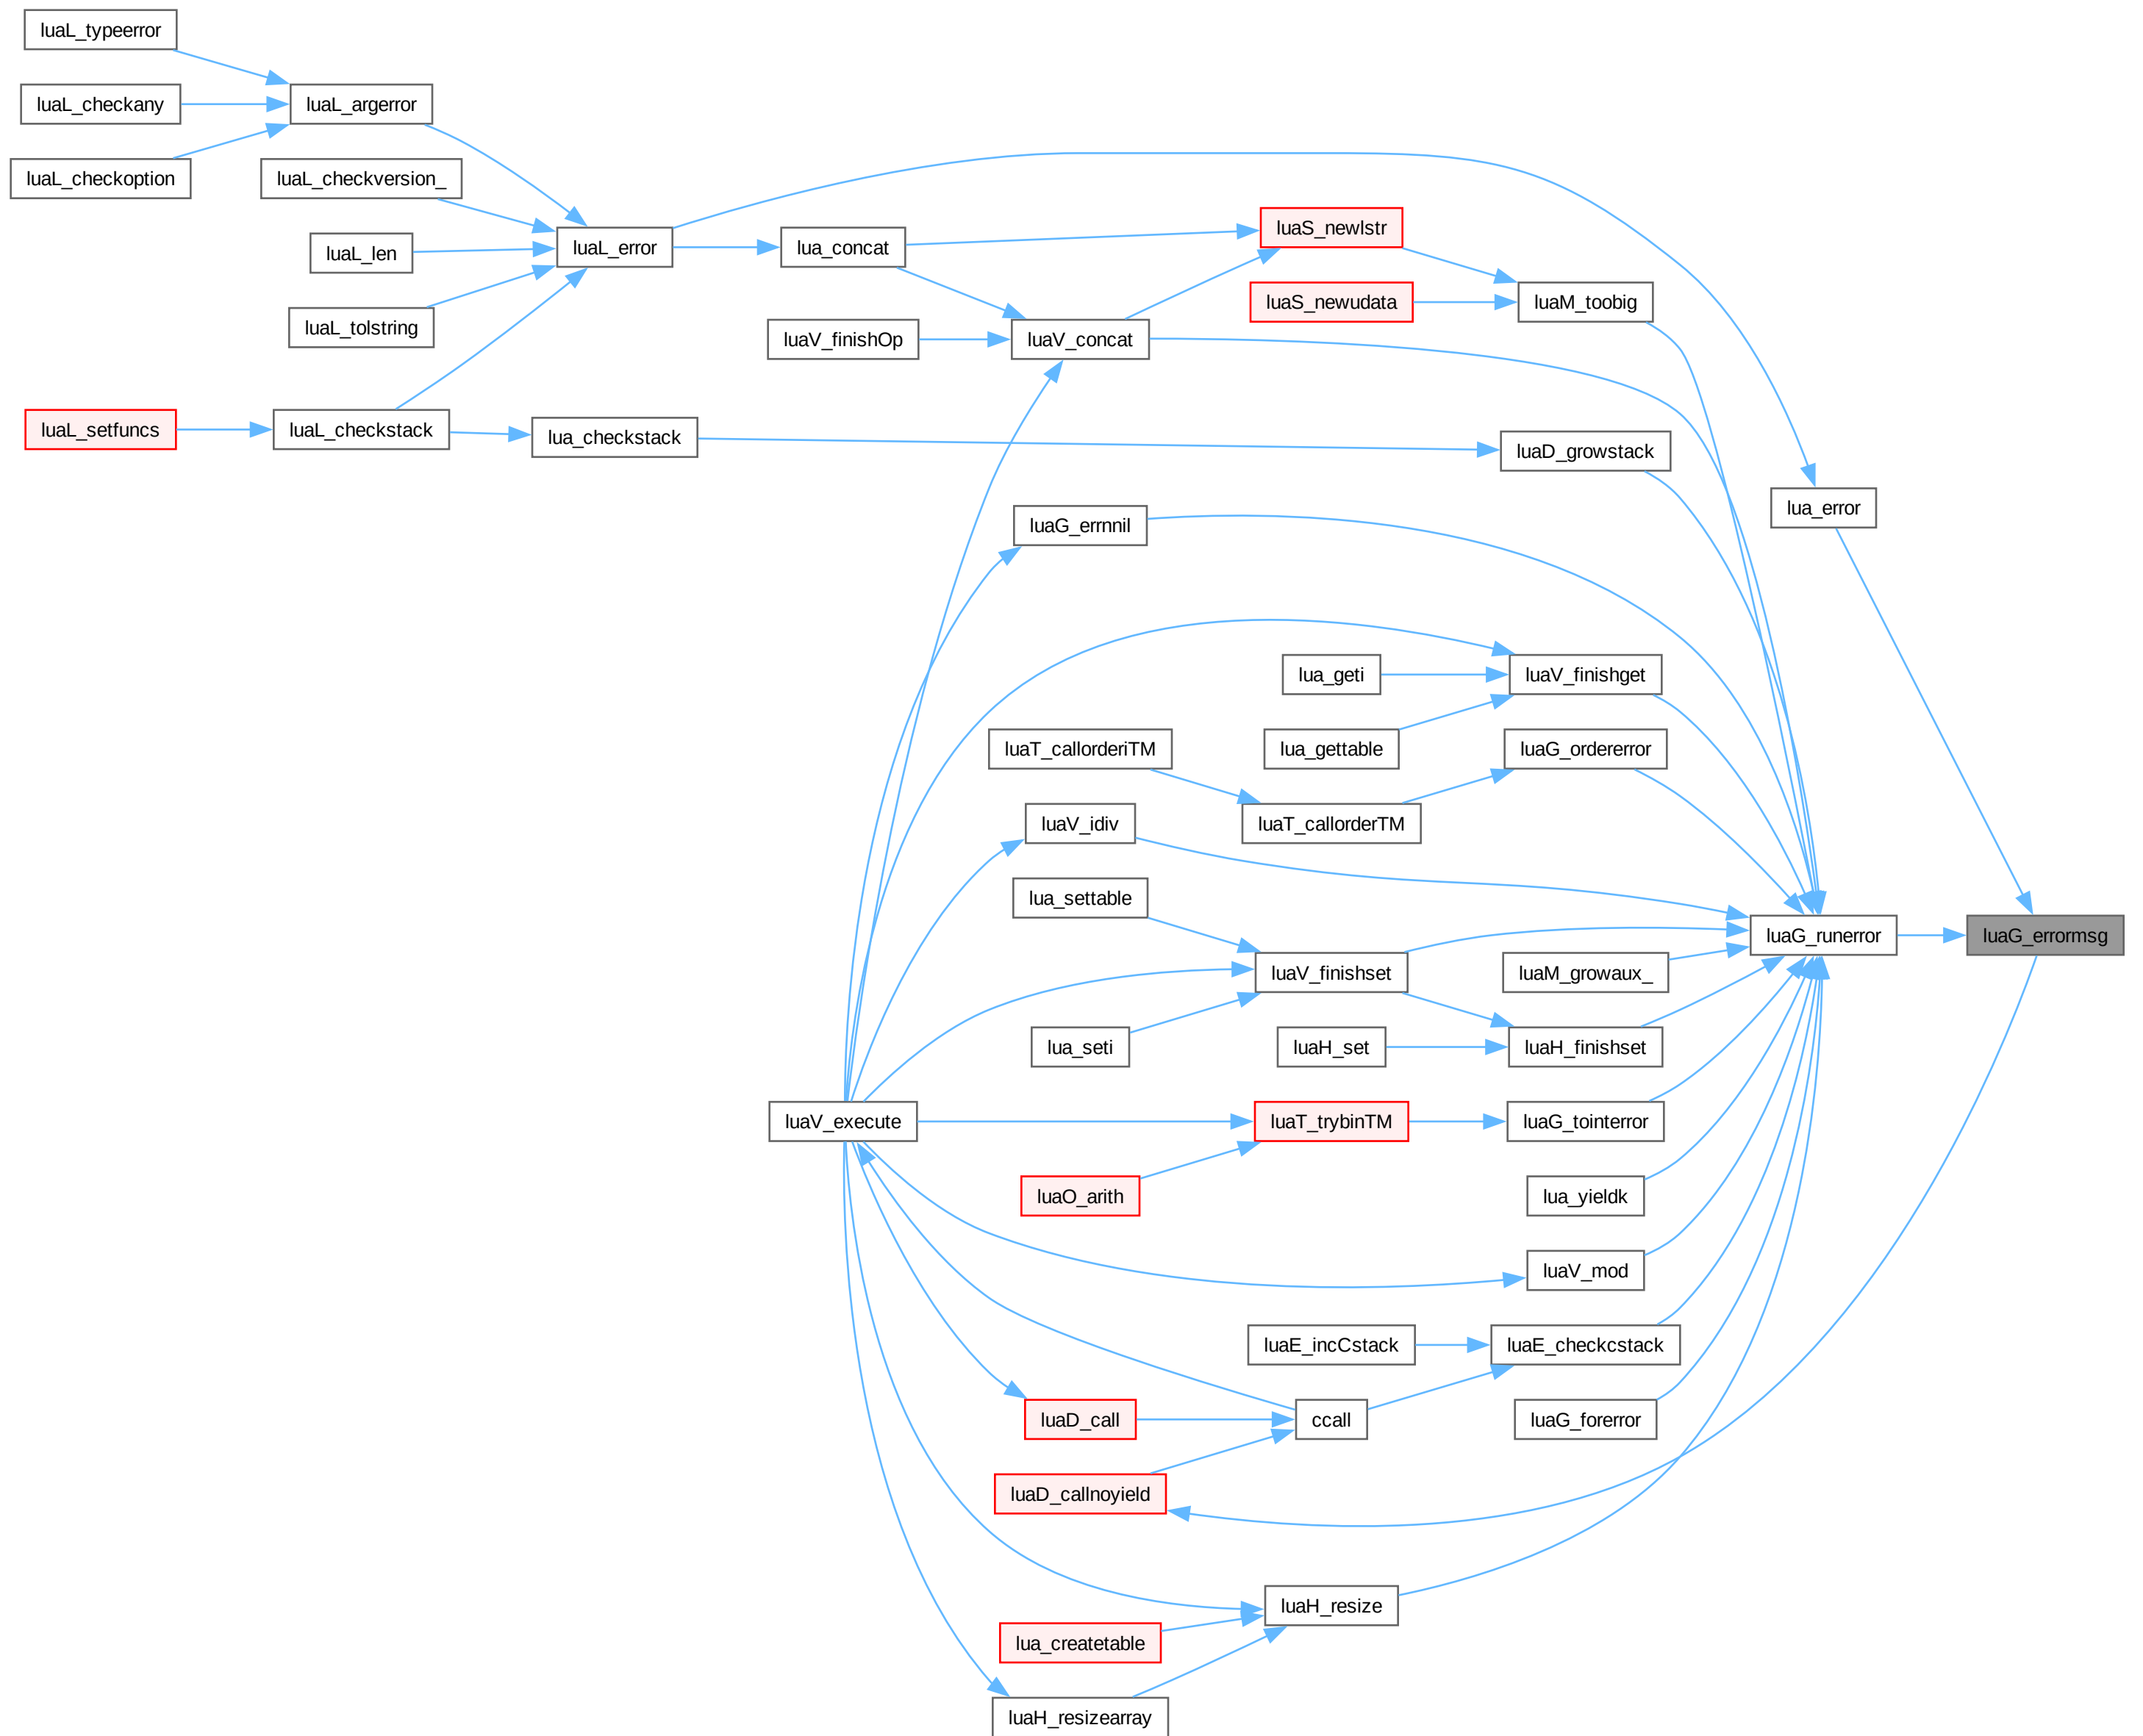 luaL_typeerror
luaL_checkany
luaL_argerror
luaL_checkoption
luaL_checkversion_
luaS_newlstr
luaL_len
luaL_error
lua_concat
luaL_tolstring
luaS_newudata
luaM_toobig
luaV_finishOp
luaV_concat
luaL_setfuncs
luaL_checkstack
lua_checkstack
luaD_growstack
lua_error
luaG_errnnil
lua_geti
luaV_finishget
luaT_callorderiTM
lua_gettable
luaG_ordererror
luaV_idiv
luaT_callorderTM
lua_settable
luaG_runerror
luaG_errormsg
luaV_finishset
luaM_growaux_
lua_seti
luaH_set
luaH_finishset
luaV_execute
luaT_trybinTM
luaG_tointerror
luaO_arith
lua_yieldk
luaV_mod
luaE_incCstack
luaE_checkcstack
luaD_call
ccall
luaG_forerror
luaD_callnoyield
luaH_resize
lua_createtable
luaH_resizearray